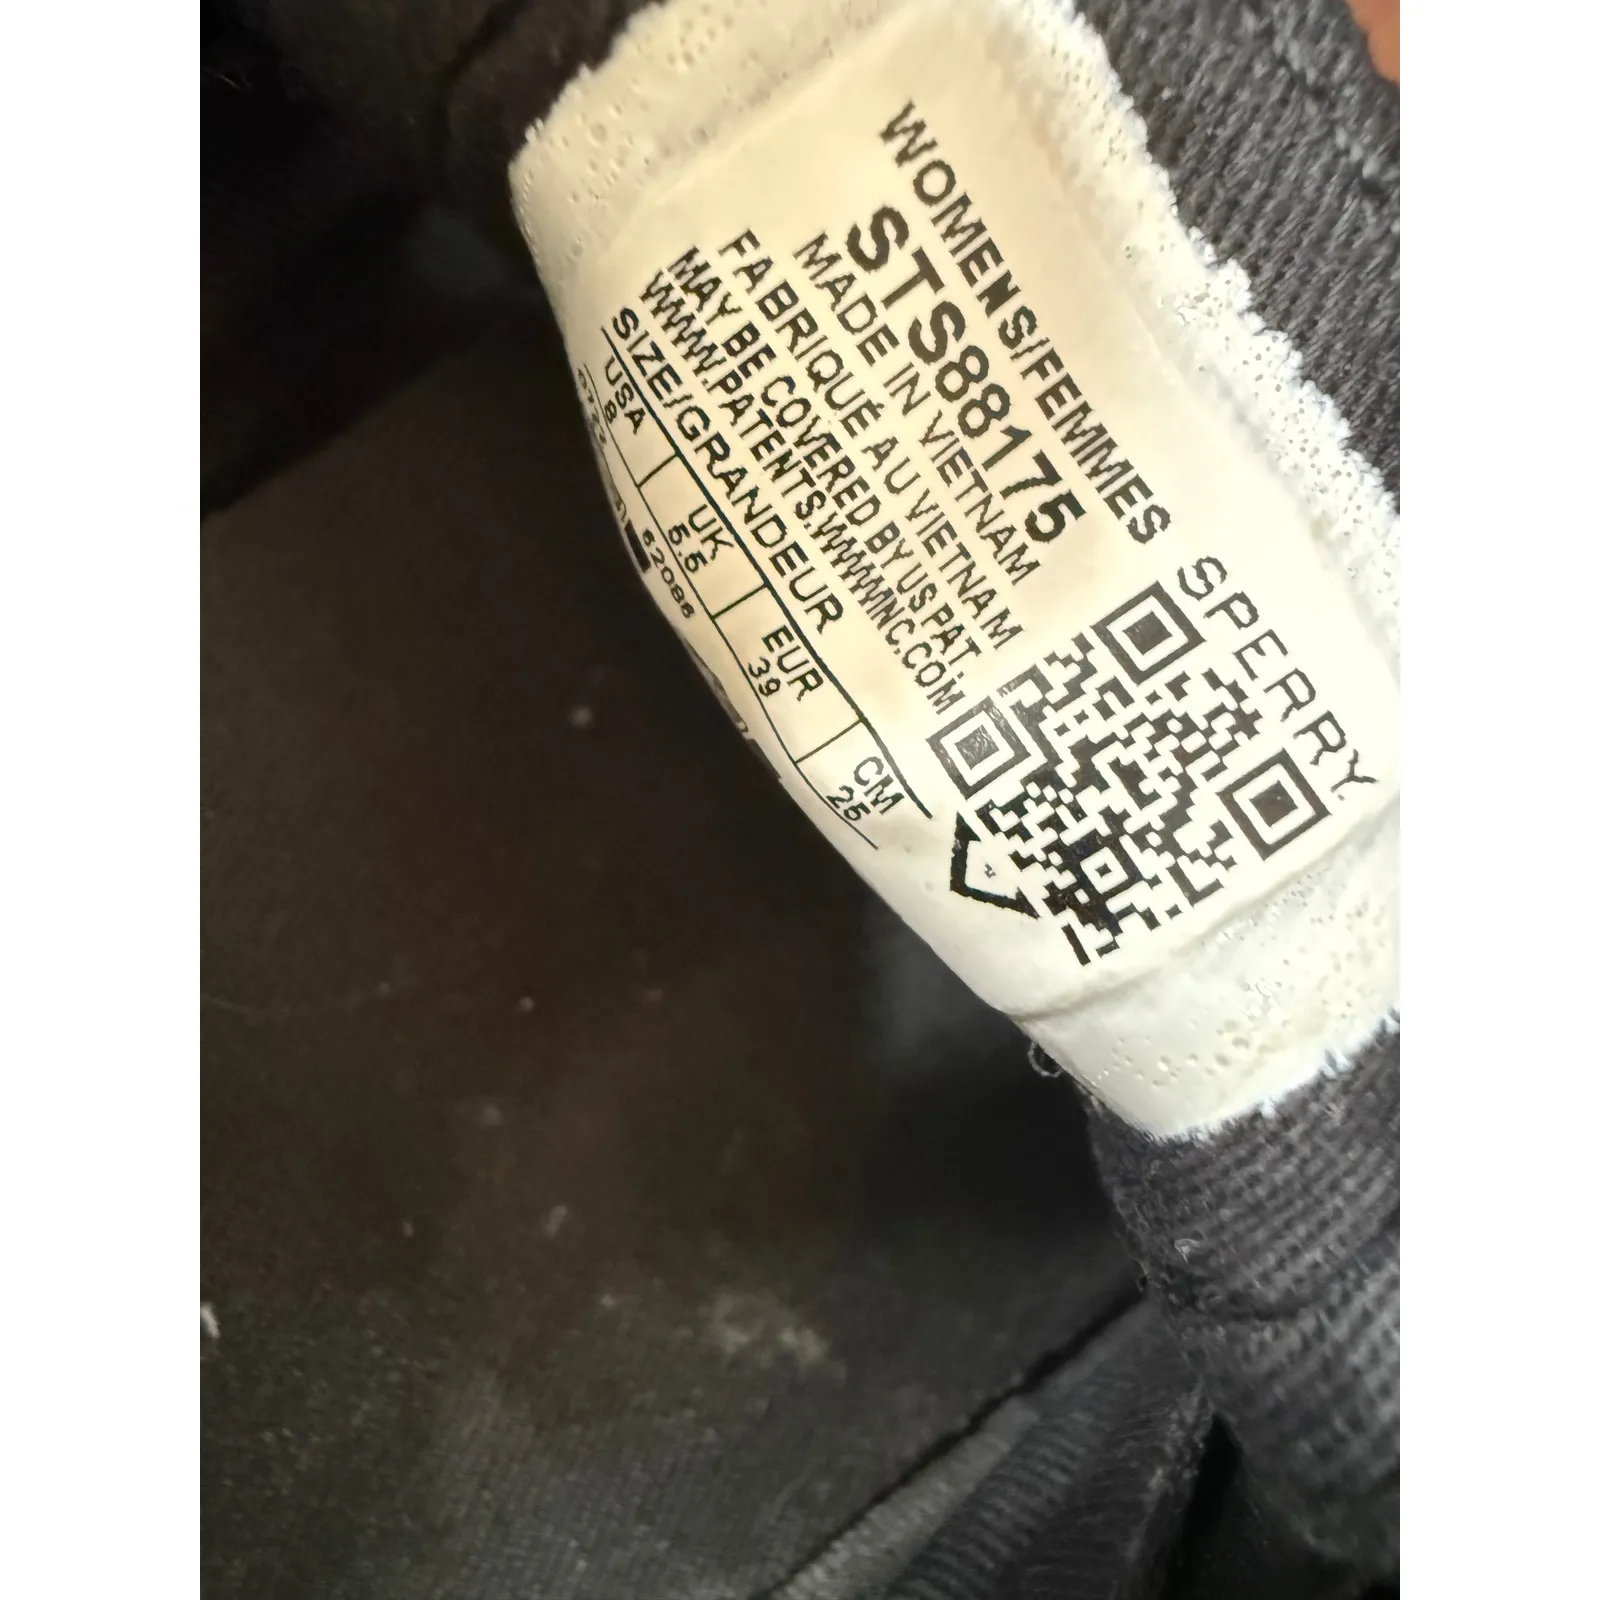 WOMENS/FEMMES
STS88175
MADE IN VIETNAM
FABRIQUÉ AU VIETNAM
MAY BE COVERED BY US PAT.
WWW.PATENTS.WWWINC.COM
SIZE/GRANDEUR
USA UK EUR CM
8 5.5 39 25
62086
SPERRY